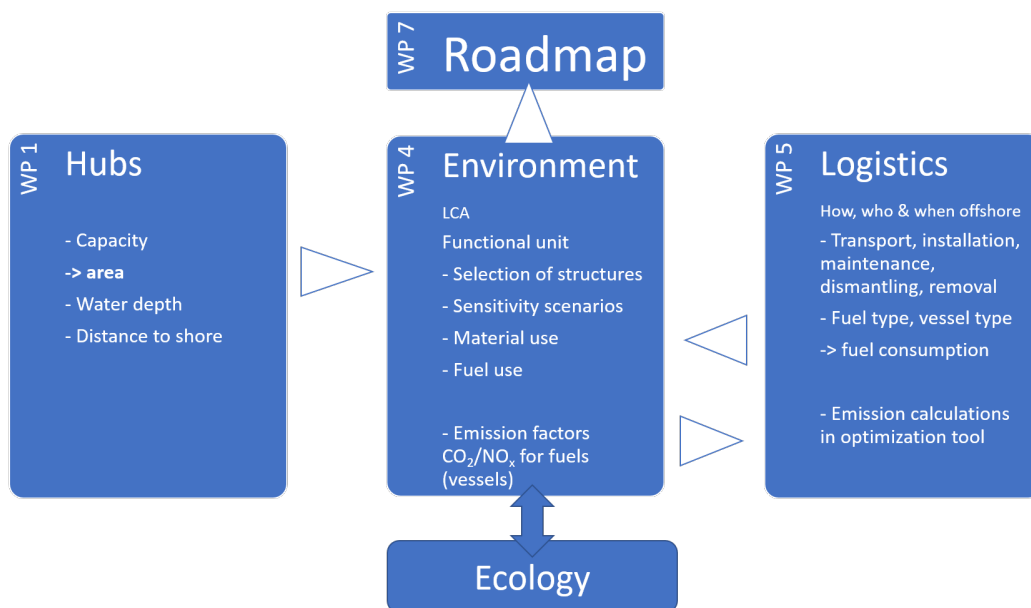 WP 7
Roadmap
WP 1
Hubs
- Capacity
-> area
- Water depth
- Distance to shore
WP 4
Environment
LCA
Functional unit
- Selection of structures
- Sensitivity scenarios
- Material use
- Fuel use
- Emission factors
CO₂/NOₓ for fuels
(vessels)
WP 5
Logistics
How, who & when offshore
- Transport, installation,
maintenance,
dismantling, removal
- Fuel type, vessel type
-> fuel consumption
- Emission calculations
in optimization tool
Ecology